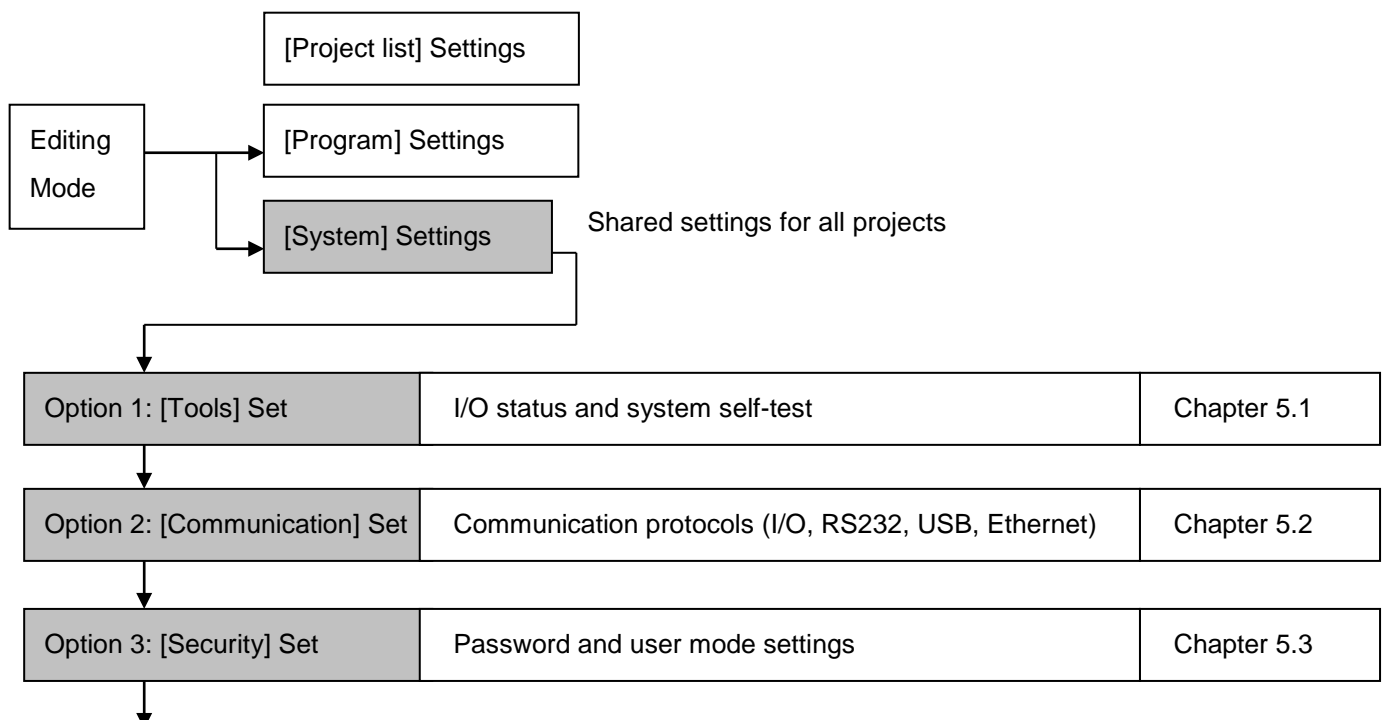 [Project list] Settings
Editing
Mode
[Program] Settings
[System] Settings
Shared settings for all projects
Option 1: [Tools] Set
I/O status and system self-test
Chapter 5.1
Option 2: [Communication] Set
Communication protocols (I/O, RS232, USB, Ethernet)
Chapter 5.2
Option 3: [Security] Set
Password and user mode settings
Chapter 5.3